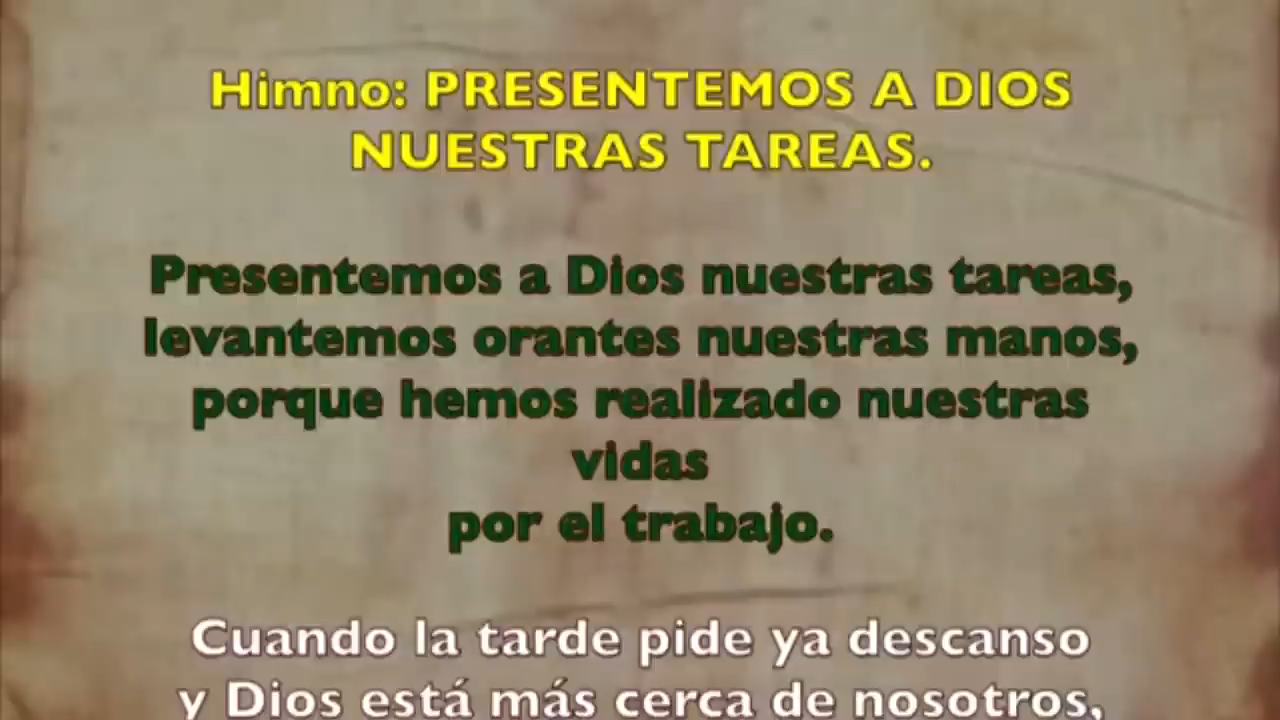 Himno: PRESENTEMOS A DIOS
NUESTRAS TAREAS.
Presentemos a Dios nuestras tareas,
levantemos orantes nuestras manos,
porque hemos realizado nuestras
vidas
por el trabajo.
Cuando la tarde pide ya descanso
y Dios está más cerca de nosotros,